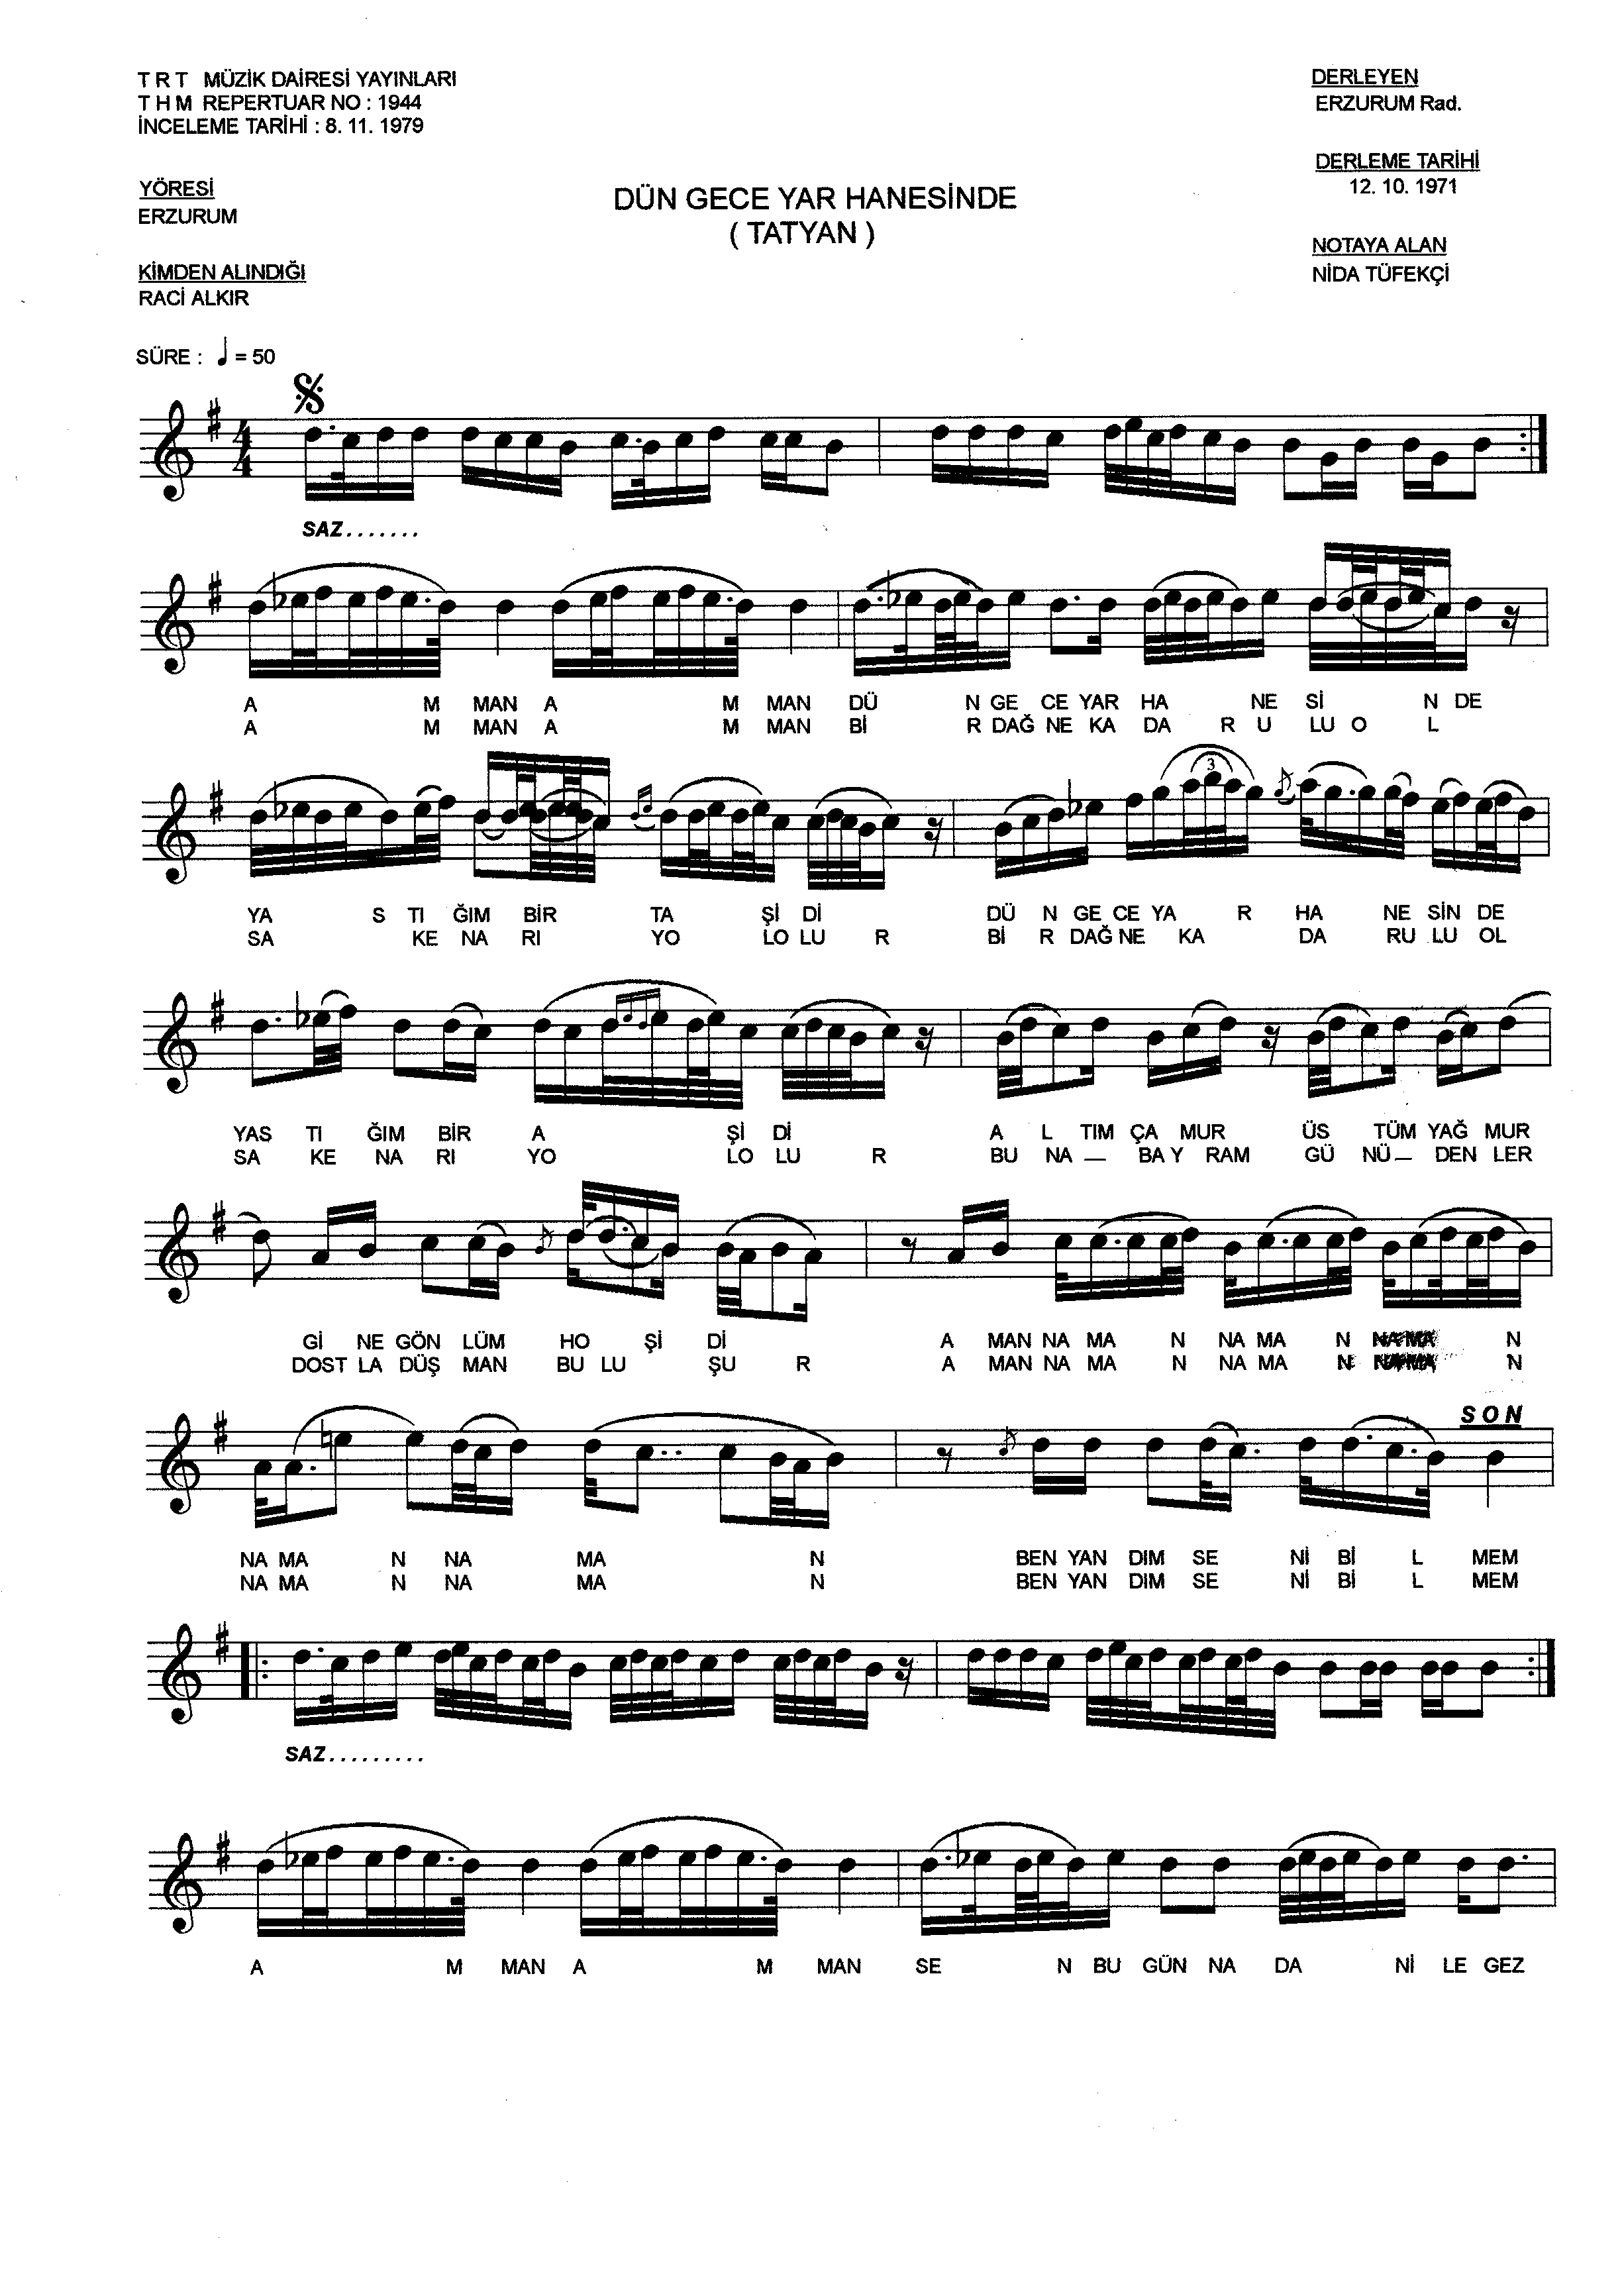 T R T MÜZİK DAİRESİ YAYINLARI
T H M REPERTUAR NO : 1944
İNCELEME TARİHİ : 8. 11. 1979
DERLEYEN
ERZURUM Rad.
DERLEME TARİHİ
12. 10. 1971
YÖRESİ
ERZURUM
DÜN GECE YAR HANESİNDE
( TATYAN )
NOTAYA ALAN
NİDA TÜFEKÇİ
KİMDEN ALINDIĞI
RACİ ALKIR
SÜRE : ♩ = 50
4/4
SAZ.......
A M MAN A M MAN DÜ N GE CE YAR HA NE Sİ N DE
A M MAN A M MAN Bİ R DAĞ NE KA DA R U LU O L
3
YA S TI ĞIM BİR TA Şİ Dİ DÜ N GE CE YA R HA NE SİN DE
SA KE NA RI YO LO LU R Bİ R DAĞ NE KA DA RU LU OL
YAS TI ĞIM BİR A Şİ Dİ A L TIM ÇA MUR ÜS TÜM YAĞ MUR
SA KE NA RI YO LO LU R BU NA — BA Y RAM GÜ NÜ — DEN LER
Gİ NE GÖN LÜM HO Şİ Dİ A MAN NA MA N NA MA N NA MA N
DOST LA DÜŞ MAN BU LU ŞU R A MAN NA MA N NA MA N NA MA N
SON
NA MA N NA MA N BEN YAN DIM SE Nİ Bİ L MEM
NA MA N NA MA N BEN YAN DIM SE Nİ Bİ L MEM
SAZ.........
A M MAN A M MAN SE N BU GÜN NA DA Nİ LE GEZ